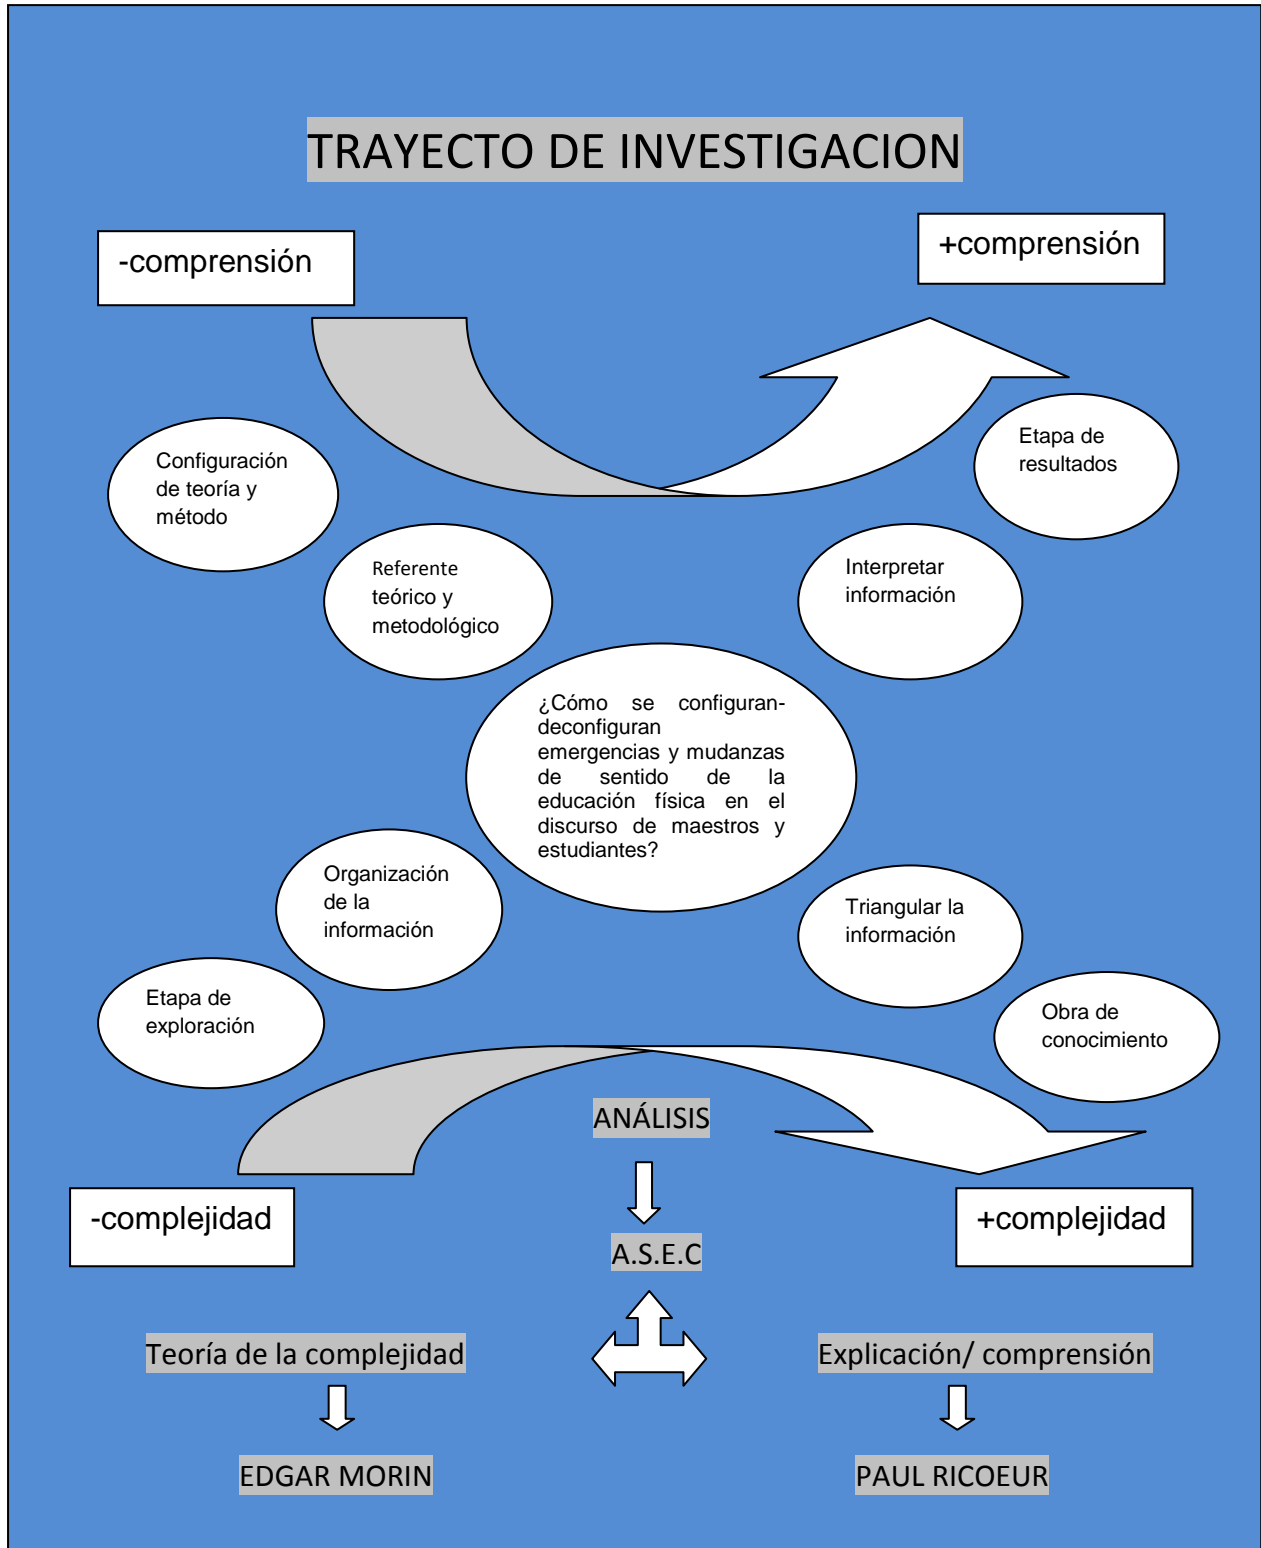 TRAYECTO DE INVESTIGACION
-comprensión
+comprensión
Configuración
de teoría y
método
Referente
teórico y
metodológico
Etapa de
resultados
Interpretar
información
¿Cómo se configuran-
deconfiguran
emergencias y mudanzas
de sentido de la
educación física en el
discurso de maestros y
estudiantes?
Organización
de la
información
Etapa de
exploración
Triangular la
información
Obra de
conocimiento
ANÁLISIS
-complejidad
+complejidad
A.S.E.C
Teoría de la complejidad
Explicación/ comprensión
EDGAR MORIN
PAUL RICOEUR